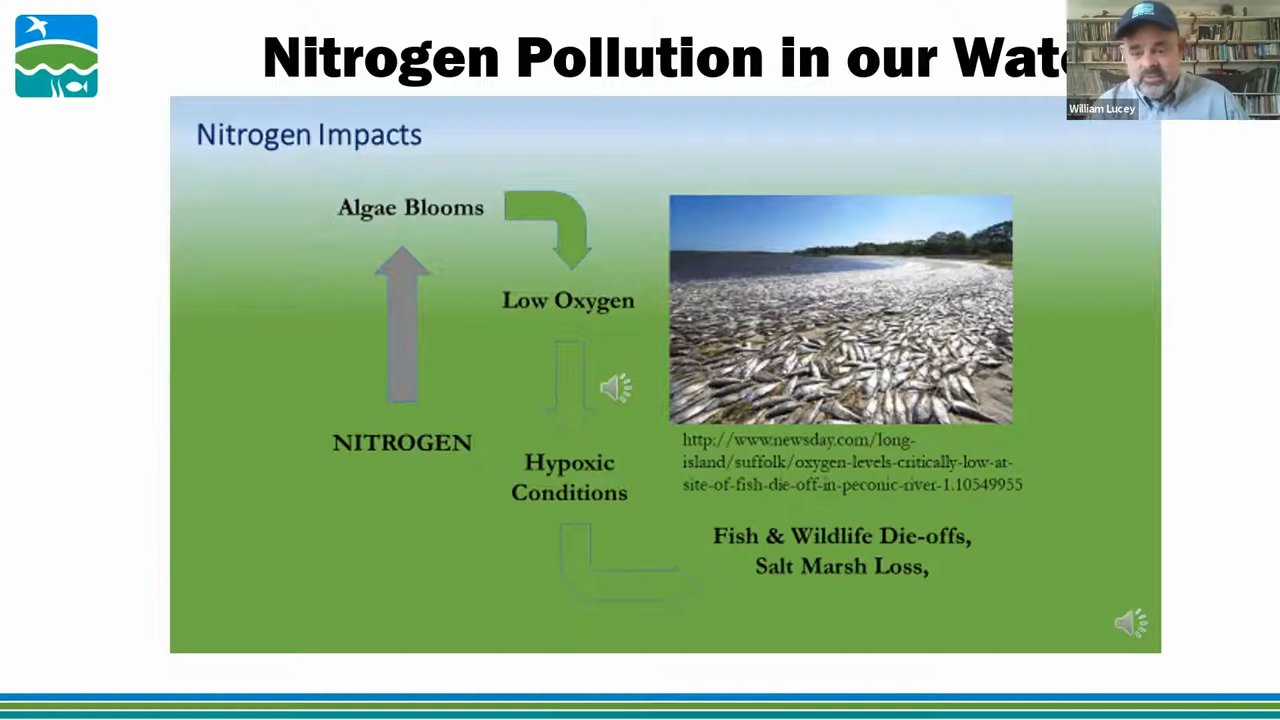 Nitrogen Pollution in our Wate
William Lucey
Nitrogen Impacts
Algae Blooms
Low Oxygen
NITROGEN
Hypoxic
Conditions
http://www.newsday.com/long-
island/suffolk/oxygen-levels-critically-low-at-
site-of-fish-die-off-in-peconic-river-1.10549955
Fish & Wildlife Die-offs,
Salt Marsh Loss,